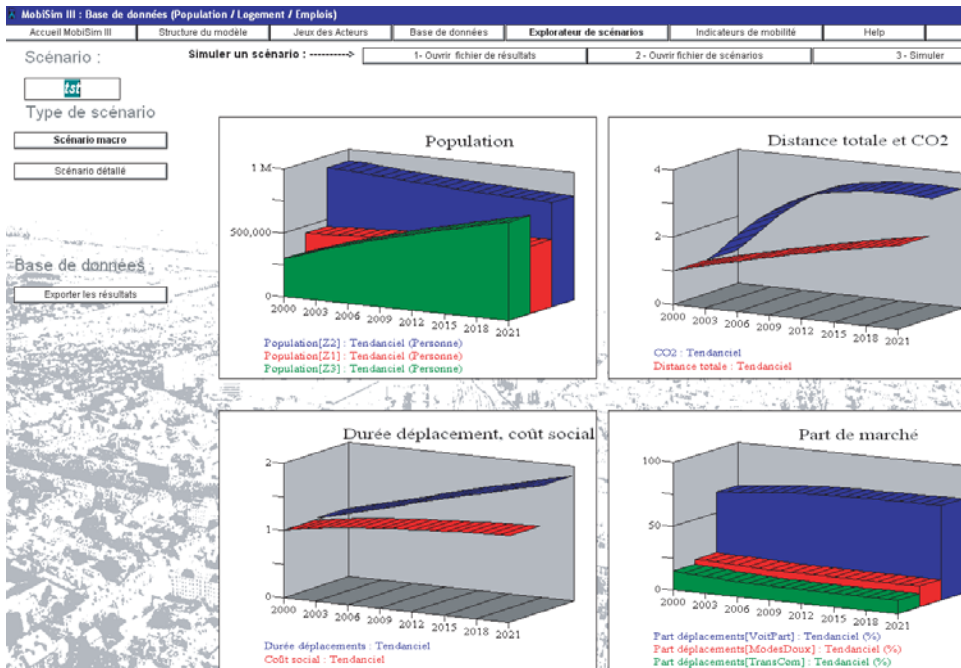 MobiSim III : Base de données (Population / Logement / Emplois)
Accueil MobiSim III Structure du modèle Jeux des Acteurs Base de données Explorateur de scénarios Indicateurs de mobilité Help
Scénario : Simuler un scénario : ----------> 1- Ouvrir fichier de résultats 2 - Ouvrir fichier de scénarios 3 - Simuler
tst
Type de scénario
Scénario macro
Scénario détaillé
Base de données
Exporter les résultats
Population
1 M
500,000
0
2000 2003 2006 2009 2012 2015 2018 2021
Population[Z2] : Tendanciel (Personne)
Population[Z1] : Tendanciel (Personne)
Population[Z3] : Tendanciel (Personne)
Distance totale et CO2
4
2
0
2000 2003 2006 2009 2012 2015 2018 2021
CO2 : Tendanciel
Distance totale : Tendanciel
Durée déplacement, coût social
2
1
0
2000 2003 2006 2009 2012 2015 2018 2021
Durée déplacements : Tendanciel
Coût social : Tendanciel
Part de marché
100
50
0
2000 2003 2006 2009 2012 2015 2018 2021
Part déplacements[VoitPart] : Tendanciel (%)
Part déplacements[ModesDoux] : Tendanciel (%)
Part déplacements[TransCom] : Tendanciel (%)